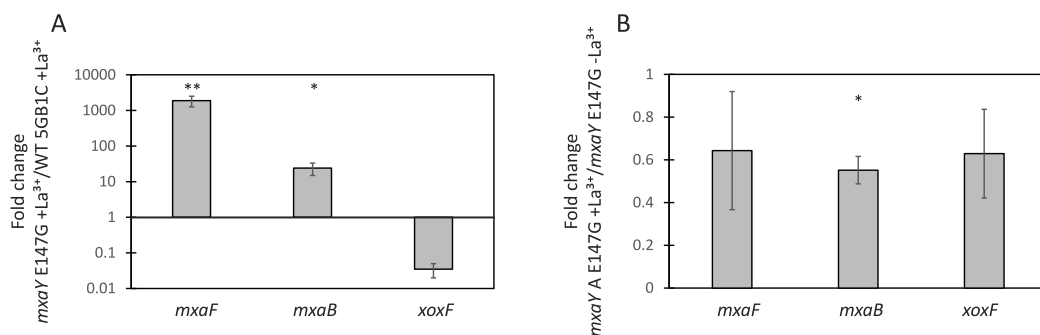 A
Fold change
mxaY E147G +La³⁺/WT 5GB1C +La³⁺
10000
1000
100
10
1
0.1
0.01
**
*
mxaF
mxaB
xoxF
B
Fold change
mxaY A E147G +La³⁺/mxaY E147G -La³⁺
1
0.8
0.6
0.4
0.2
0
*
mxaF
mxaB
xoxF